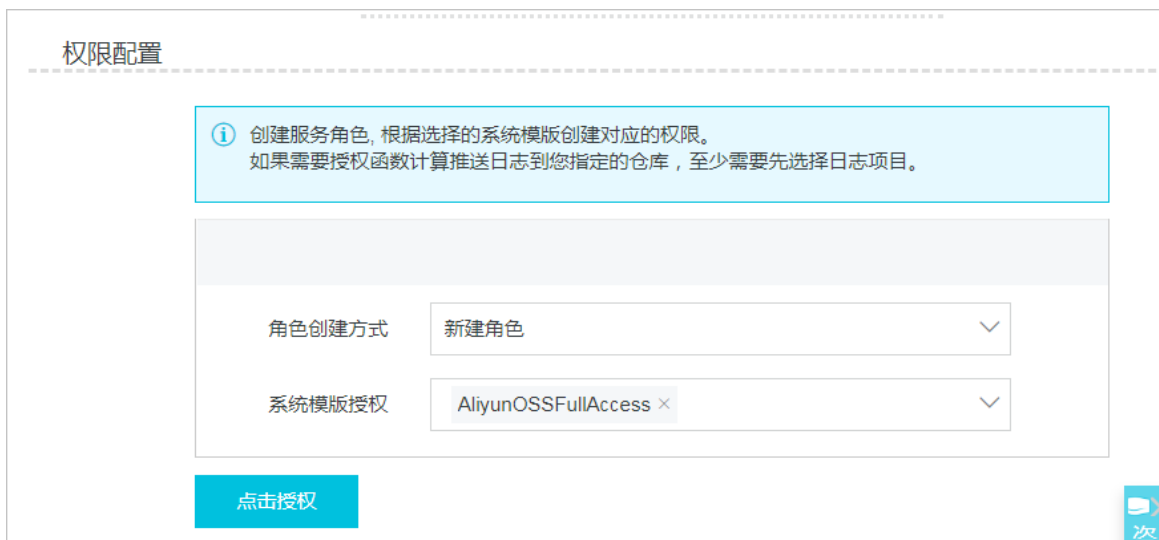 权限配置
创建服务角色, 根据选择的系统模版创建对应的权限。
如果需要授权函数计算推送日志到您指定的仓库，至少需要先选择日志项目。
角色创建方式
新建角色
系统模版授权
AliyunOSSFullAccess ×
点击授权
次